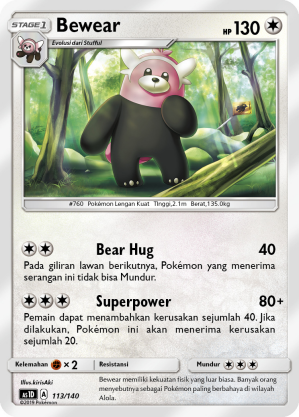 STAGE 1 Bewear HP 130
Evolusi dari Stufful
#760 Pokémon Lengan Kuat Tinggi,2.1m Berat,135.0kg
Bear Hug 40
Pada giliran lawan berikutnya, Pokémon yang menerima
serangan ini tidak bisa Mundur.
Superpower 80+
Pemain dapat menambahkan kerusakan sejumlah 40. Jika
dilakukan, Pokémon ini akan menerima kerusakan
sejumlah 20.
Kelemahan × 2 Resistansi Mundur
Illus.kirisAki
AS1D A 113/140
©2019 Pokémon
Bewear memiliki kekuatan fisik yang luar biasa. Banyak orang
menyebutnya sebagai Pokémon paling berbahaya di wilayah
Alola.